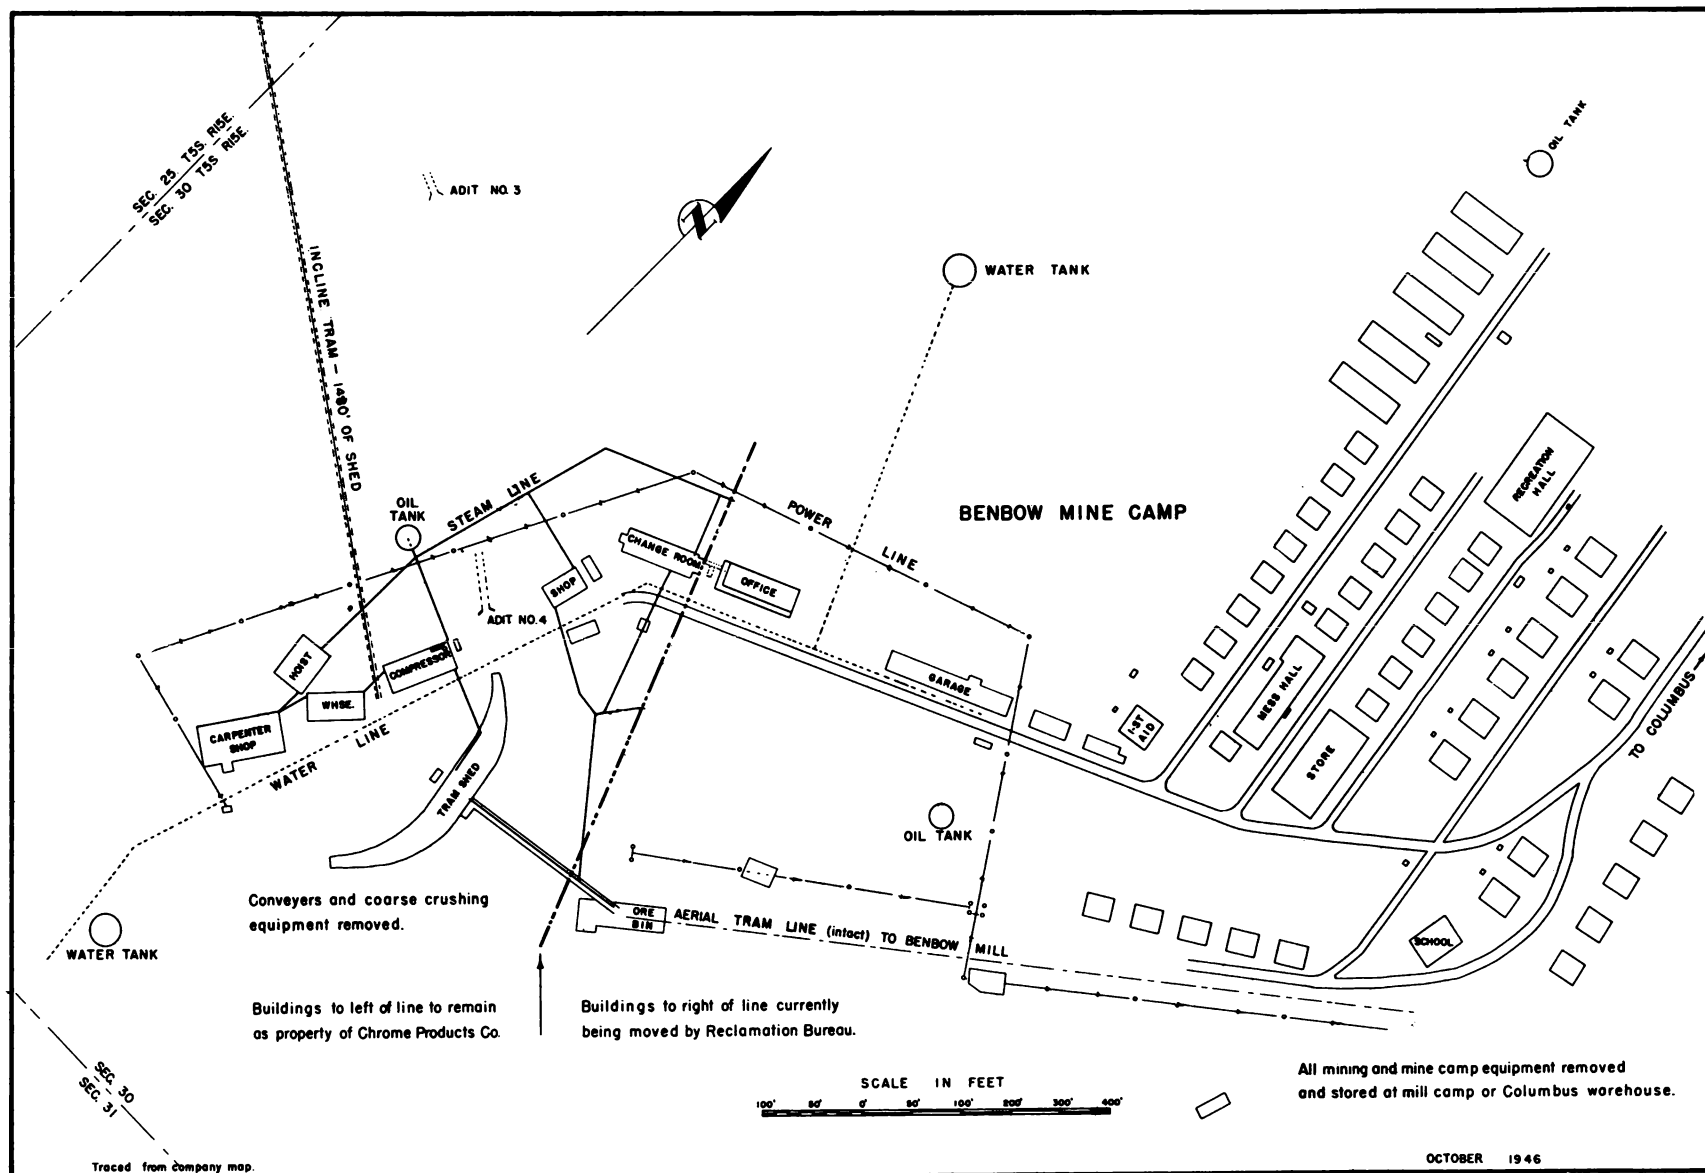 OIL TANK
SEC. 25 T5S. R15E.
SEC. 30 T5S R15E.
ADIT NO. 3
N
WATER TANK
INCLINE TRAM - 1480' OF SHED
RECREATION
HALL
OIL
TANK
STEAM LINE
POWER LINE
BENBOW MINE CAMP
CHANGE ROOM
OFFICE
SHOP
ADIT NO. 4
HOIST
COMPRESSOR
GARAGE
WHSE.
MESS HALL
1-ST
AID
CARPENTER
SHOP
WATER LINE
TO COLUMBUS
STORE
TRAM SHED
OIL TANK
Conveyers and coarse crushing
equipment removed.
ORE
BIN
AERIAL TRAM LINE (intact) TO BENBOW MILL
SCHOOL
WATER TANK
Buildings to left of line to remain
as property of Chrome Products Co.
Buildings to right of line currently
being moved by Reclamation Bureau.
SEC. 30
SEC. 31
SCALE IN FEET
100' 50' 0' 50' 100' 200' 300' 400'
All mining and mine camp equipment removed
and stored at mill camp or Columbus warehouse.
Traced from company map.
OCTOBER 1946